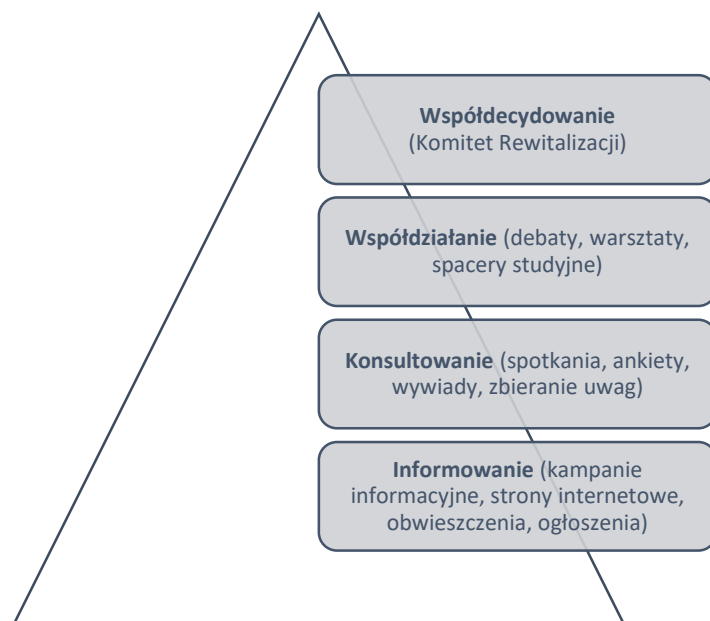 Współdecydowanie
(Komitet Rewitalizacji)
Współdziałanie (debaty, warsztaty,
spacery studyjne)
Konsultowanie (spotkania, ankiety,
wywiady, zbieranie uwag)
Informowanie (kampanie
informacyjne, strony internetowe,
obwieszczenia, ogłoszenia)